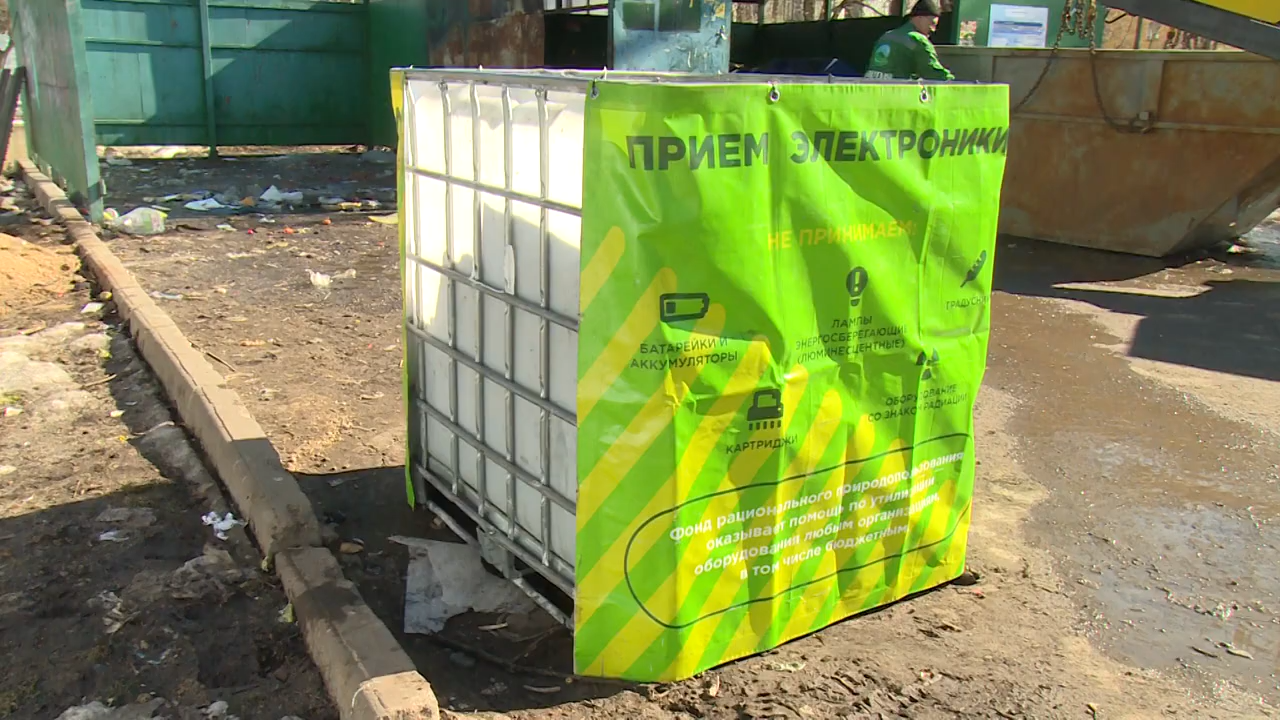 ПРИЕМ ЭЛЕКТРОНИКИ
НЕ ПРИНИМАЕМ:
БАТАРЕЙКИ И
АККУМУЛЯТОРЫ
ЛАМПЫ
ЭНЕРГОСБЕРЕГАЮЩИЕ
(ЛЮМИНЕСЦЕНТНЫЕ)
КАРТРИДЖИ
ОБОРУДОВАНИЕ
СО ЗНАКОМ РАДИАЦИИ
Фонд рационального природопользования
оказывает помощь по утилизации
оборудования любым организациям,
в том числе бюджетным